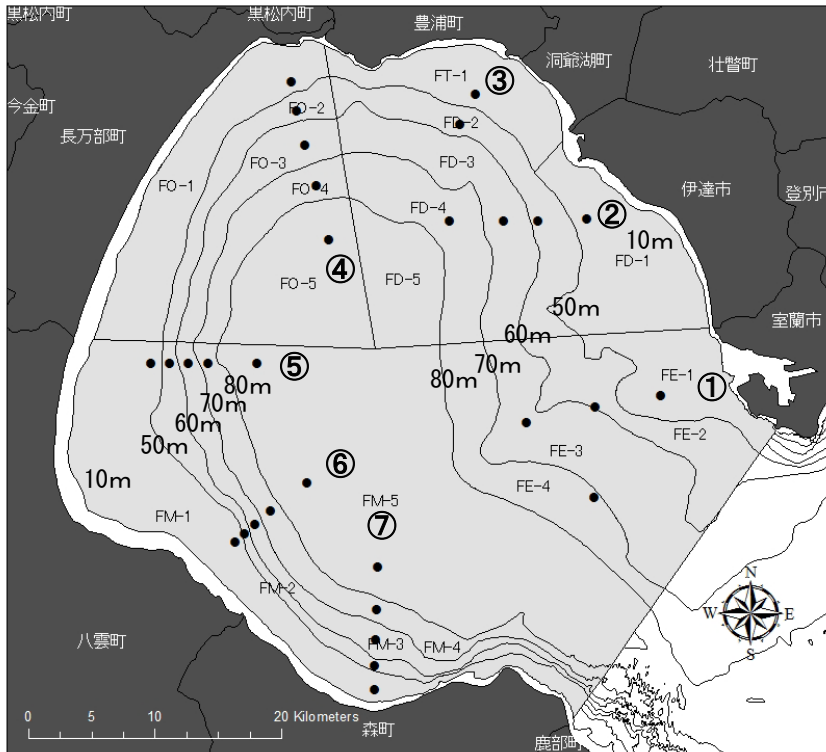 黒松内町
黒松内町
豊浦町
洞爺湖町
壮瞥町
今金町
長万部町
伊達市
登別市
室蘭市
八雲町
森町
鹿部町
FT-1
③
FO-2
FD-2
FO-3
FD-3
FO-1
FO-4
FD-4
②
10m
FD-1
④
FO-5
FD-5
50m
60m
⑤
70m
80m
80m
70m
60m
50m
FE-1
①
FE-2
10m
⑥
FE-3
FE-4
FM-5
FM-1
⑦
FM-2
FM-3
FM-4
N
W
E
S
0 5 10 20 Kilometers